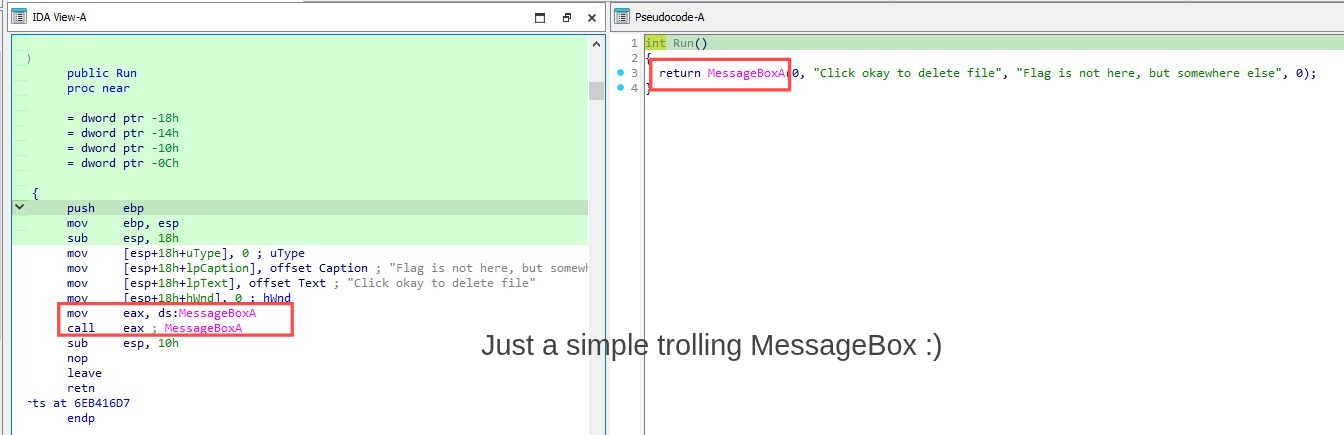 IDA View-A
)
public Run
proc near
= dword ptr -18h
= dword ptr -14h
= dword ptr -10h
= dword ptr -0Ch
{
push ebp
mov ebp, esp
sub esp, 18h
mov [esp+18h+uType], 0 ; uType
mov [esp+18h+lpCaption], offset Caption ; "Flag is not here, but somewh
mov [esp+18h+lpText], offset Text ; "Click okay to delete file"
mov [esp+18h+hWnd], 0 ; hWnd
mov eax, ds:MessageBoxA
call eax ; MessageBoxA
sub esp, 10h
nop
leave
retn
rts at 6EB416D7
endp
Pseudocode-A
1 int Run()
2 {
3 return MessageBoxA(0, "Click okay to delete file", "Flag is not here, but somewhere else", 0);
4 }
Just a simple trolling MessageBox :)